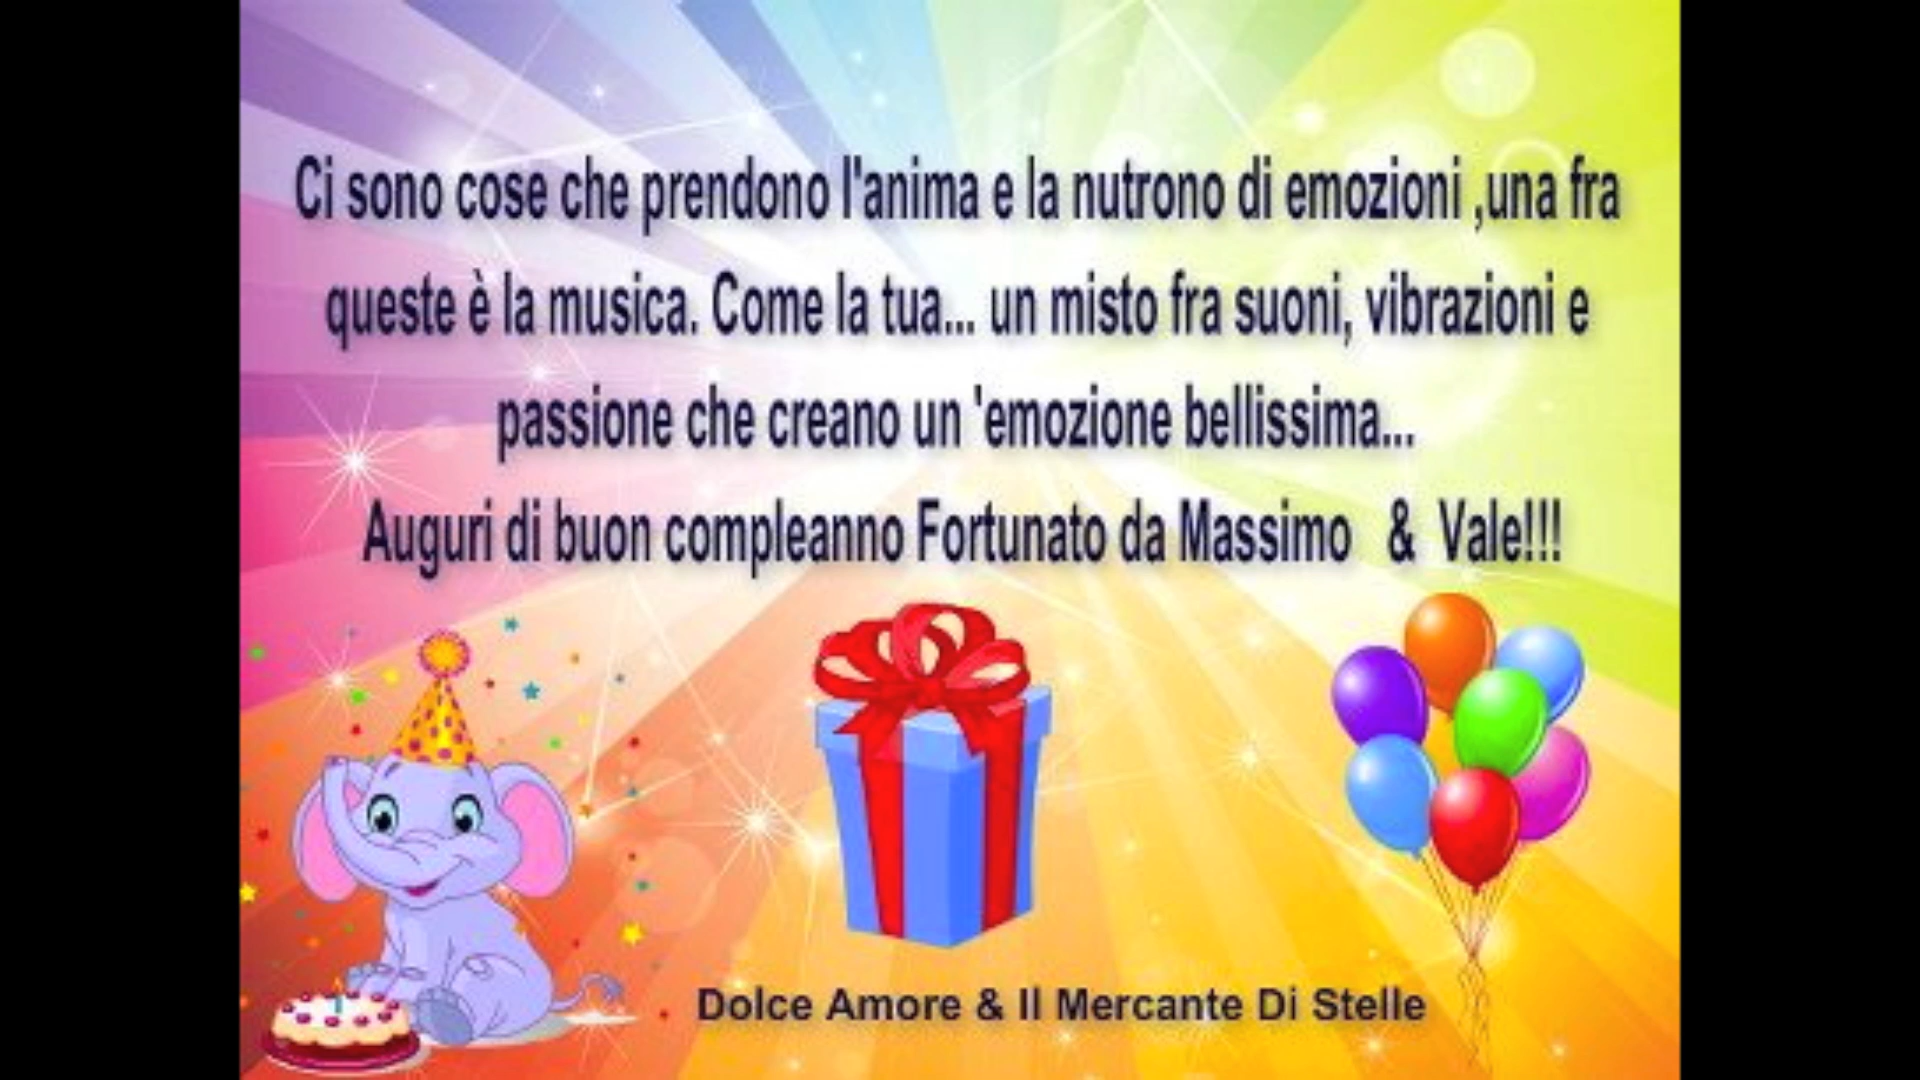 Ci sono cose che prendono l'anima e la nutrono di emozioni ,una fra
queste è la musica. Come la tua... un misto fra suoni, vibrazioni e
passione che creano un 'emozione bellissima...
Auguri di buon compleanno Fortunato da Massimo & Vale!!!
Dolce Amore & Il Mercante Di Stelle